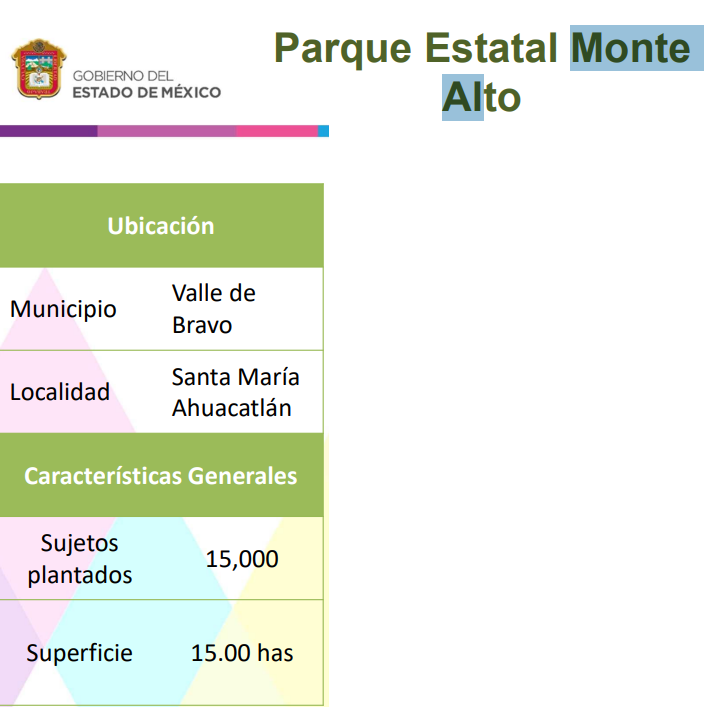 Parque Estatal Monte
Alto
GOBIERNO DEL
ESTADO DE MÉXICO
Ubicación
Municipio
Valle de
Bravo
Localidad
Santa María
Ahuacatlán
Características Generales
Sujetos
plantados
15,000
Superficie
15.00 has